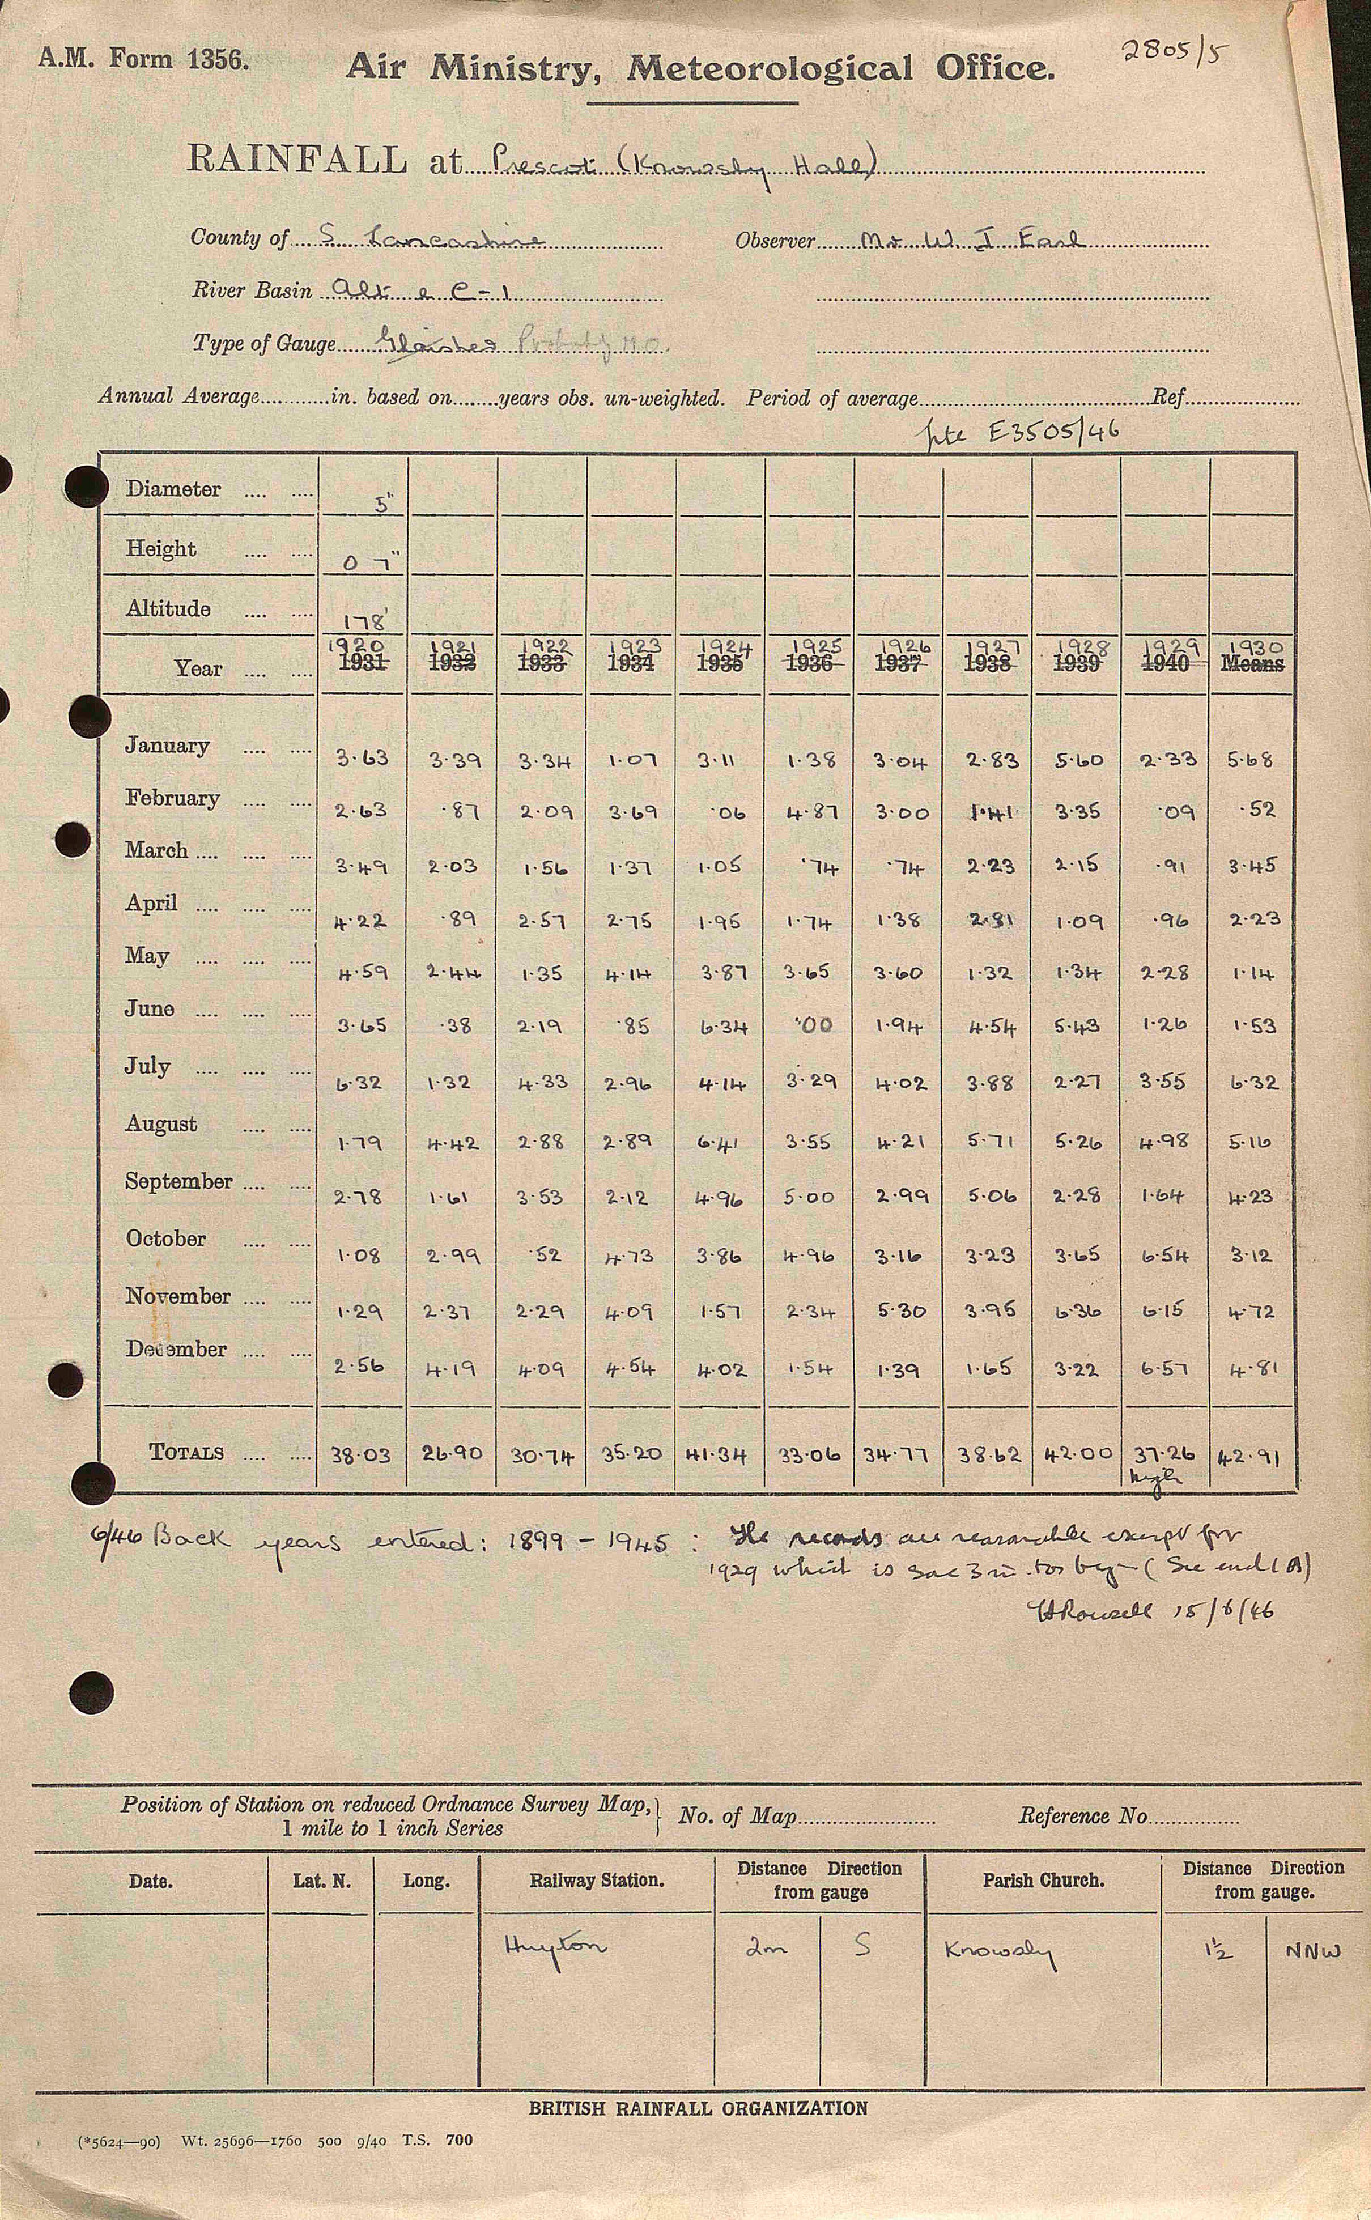 A.M. Form 1356.
Air Ministry, Meteorological Office.
2805/5
RAINFALL at Prescot (Knowsly Hall)
County of S. Lancashire Observer Mr W J Earl
River Basin Alt e C-1
Type of Gauge Glaisher Probably M.O.
Annual Average in. based on years obs. un-weighted. Period of average Ref.
pte E3505/46
Diameter 5"
Height 0 7"
Altitude 178'
1920 1921 1922 1923 1924 1925 1926 1927 1928 1929 1930
Year 1931 1932 1933 1934 1935 1936 1937 1938 1939 1940 Means
January 3.63 3.39 3.34 1.07 3.11 1.38 3.04 2.83 5.60 2.33 5.68
February 2.63 .87 2.09 3.69 .06 4.87 3.00 1.41 3.35 .09 .52
March 3.49 2.03 1.56 1.37 1.05 .74 .74 2.23 2.15 .91 3.45
April 4.22 .89 2.57 2.75 1.95 1.74 1.38 2.81 1.09 .96 2.23
May 4.59 2.44 1.35 4.14 3.87 3.65 3.60 1.32 1.34 2.28 1.14
June 3.65 .38 2.19 .85 6.34 .00 1.94 4.54 5.43 1.26 1.53
July 6.32 1.32 4.33 2.96 4.14 3.29 4.02 3.88 2.27 3.55 6.32
August 1.79 4.42 2.88 2.89 6.41 3.55 4.21 5.71 5.26 4.98 5.16
September 2.78 1.61 3.53 2.12 4.96 5.00 2.99 5.06 2.28 1.64 4.23
October 1.08 2.99 .52 4.73 3.86 4.96 3.16 3.23 3.65 6.54 3.12
November 1.29 2.37 2.29 4.09 1.57 2.34 5.30 3.95 6.36 6.15 4.72
December 2.56 4.19 4.09 4.54 4.02 1.54 1.39 1.65 3.22 6.57 4.81
TOTALS 38.03 26.90 30.74 35.20 41.34 33.06 34.77 38.62 42.00 37.26 42.91
high
6/46 Back years entered: 1899 - 1945 : The records are reasonable except for
1929 which is 3 in. too (See encl 1A)
15/6/46
Position of Station on reduced Ordnance Survey Map, No. of Map Reference No.
1 mile to 1 inch Series
Date. Lat. N. Long. Railway Station. Distance Direction from gauge Parish Church. Distance Direction from gauge.
Huyton 2m S Knowsly 1½ NNW
BRITISH RAINFALL ORGANIZATION
(*5624—90) Wt. 25696—1760 500 9/40 T.S. 700